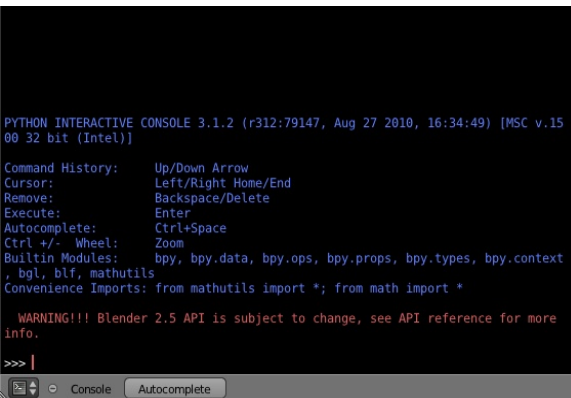 PYTHON INTERACTIVE CONSOLE 3.1.2 (r312:79147, Aug 27 2010, 16:34:49) [MSC v.15
00 32 bit (Intel)]
Command History: Up/Down Arrow
Cursor: Left/Right Home/End
Remove: Backspace/Delete
Execute: Enter
Autocomplete: Ctrl+Space
Ctrl +/- Wheel: Zoom
Builtin Modules: bpy, bpy.data, bpy.ops, bpy.props, bpy.types, bpy.context
, bgl, blf, mathutils
Convenience Imports: from mathutils import *; from math import *
WARNING!!! Blender 2.5 API is subject to change, see API reference for more
info.
>>>
Console Autocomplete